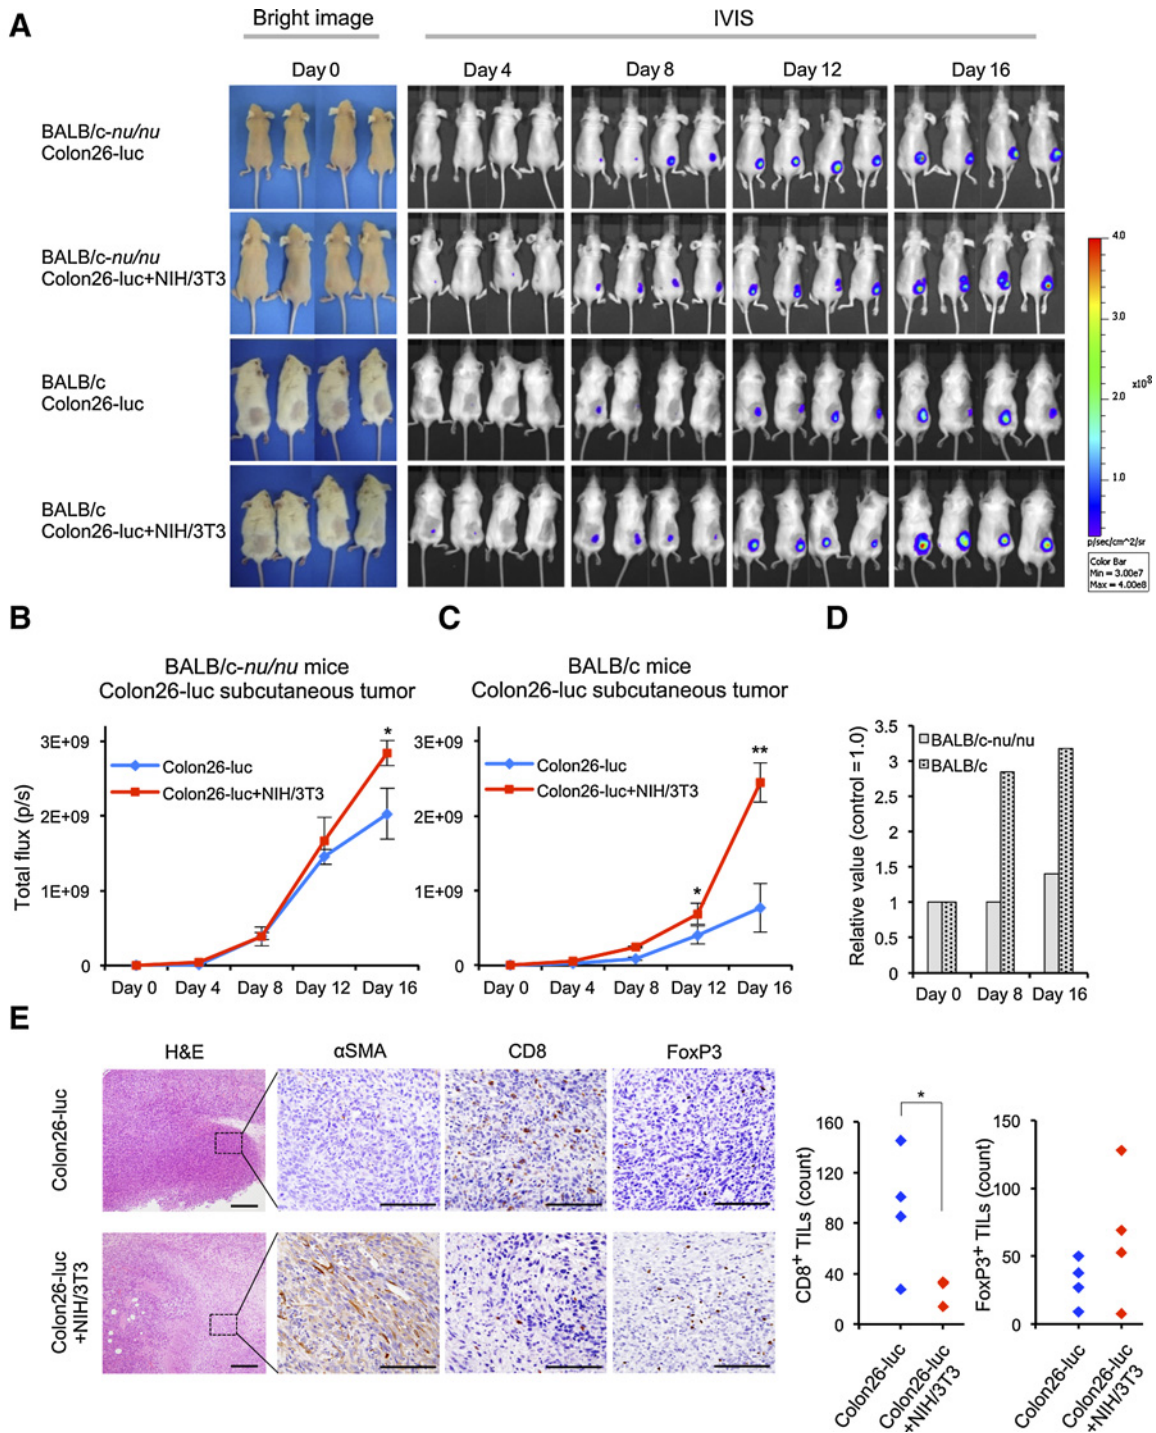 A
Bright image
IVIS
Day 0
Day 4
Day 8
Day 12
Day 16
BALB/c-nu/nu
Colon26-luc
BALB/c-nu/nu
Colon26-luc+NIH/3T3
BALB/c
Colon26-luc
BALB/c
Colon26-luc+NIH/3T3
4.0
3.0
2.0
x10⁸
1.0
p/sec/cm^2/sr
Color Bar
Min = 3.00e7
Max = 4.00e8
B
BALB/c-nu/nu mice
Colon26-luc subcutaneous tumor
Total flux (p/s)
3E+09
2E+09
1E+09
0
Colon26-luc
Colon26-luc+NIH/3T3
*
Day 0
Day 4
Day 8
Day 12
Day 16
C
BALB/c mice
Colon26-luc subcutaneous tumor
3E+09
2E+09
1E+09
0
Colon26-luc
Colon26-luc+NIH/3T3
*
**
Day 0
Day 4
Day 8
Day 12
Day 16
D
Relative value (control = 1.0)
3.5
3
2.5
2
1.5
1
0.5
0
BALB/c-nu/nu
BALB/c
Day 0
Day 8
Day 16
E
H&E
αSMA
CD8
FoxP3
Colon26-luc
Colon26-luc
+NIH/3T3
CD8⁺ TILs (count)
160
120
80
40
0
*
Colon26-luc
Colon26-luc
+NIH/3T3
FoxP3⁺ TILs (count)
150
100
50
0
Colon26-luc
Colon26-luc
+NIH/3T3